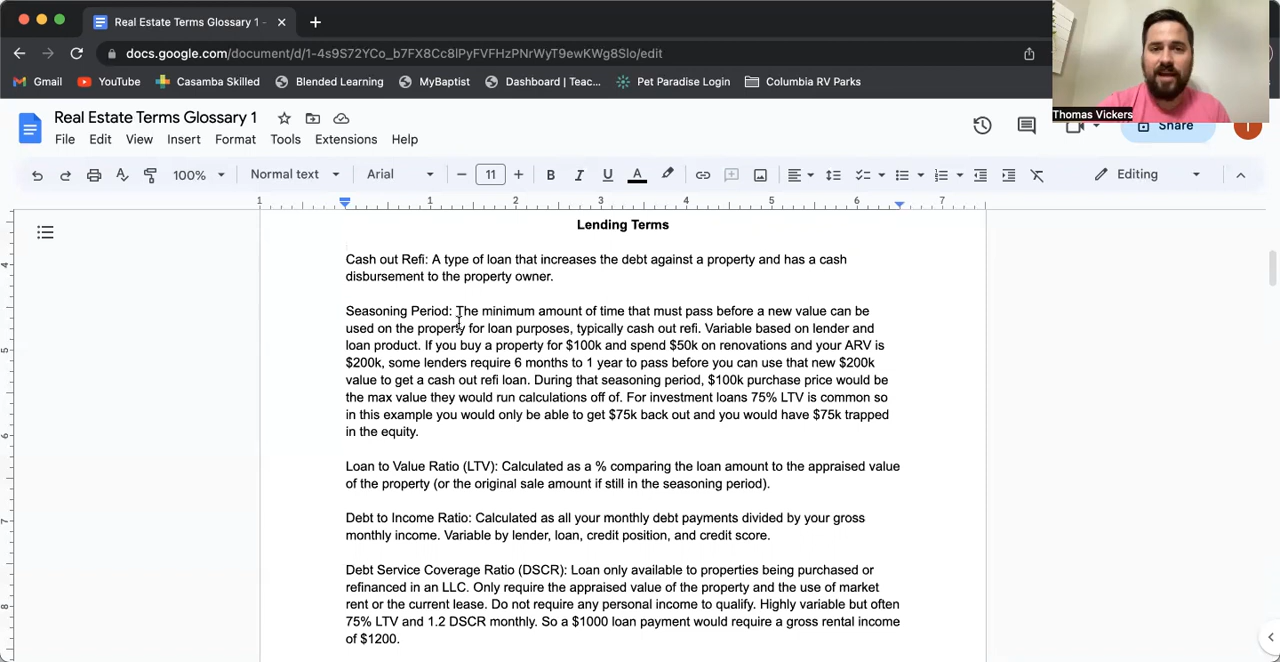 Real Estate Terms Glossary 1 -
docs.google.com/document/d/1-4s9S72YCo_b7FX8Cc8lPyHvFHzPNrWyT9ewKWg8Slo/edit
Gmail YouTube Casamba Skilled Blended Learning MyBaptist Dashboard | Teac... Pet Paradise Login Columbia RV Parks
Thomas Vickers
Real Estate Terms Glossary 1
File Edit View Insert Format Tools Extensions Help
Share
100% Normal text Arial 11 B I U A Editing
1 1 2 3 4 5 6 7
Lending Terms
Cash out Refi: A type of loan that increases the debt against a property and has a cash
disbursement to the property owner.
Seasoning Period: The minimum amount of time that must pass before a new value can be
used on the property for loan purposes, typically cash out refi. Variable based on lender and
loan product. If you buy a property for $100k and spend $50k on renovations and your ARV is
$200k, some lenders require 6 months to 1 year to pass before you can use that new $200k
value to get a cash out refi loan. During that seasoning period, $100k purchase price would be
the max value they would run calculations off of. For investment loans 75% LTV is common so
in this example you would only be able to get $75k back out and you would have $75k trapped
in the equity.
Loan to Value Ratio (LTV): Calculated as a % comparing the loan amount to the appraised value
of the property (or the original sale amount if still in the seasoning period).
Debt to Income Ratio: Calculated as all your monthly debt payments divided by your gross
monthly income. Variable by lender, loan, credit position, and credit score.
Debt Service Coverage Ratio (DSCR): Loan only available to properties being purchased or
refinanced in an LLC. Only require the appraised value of the property and the use of market
rent or the current lease. Do not require any personal income to qualify. Highly variable but often
75% LTV and 1.2 DSCR monthly. So a $1000 loan payment would require a gross rental income
of $1200.
4
5
6
7
8